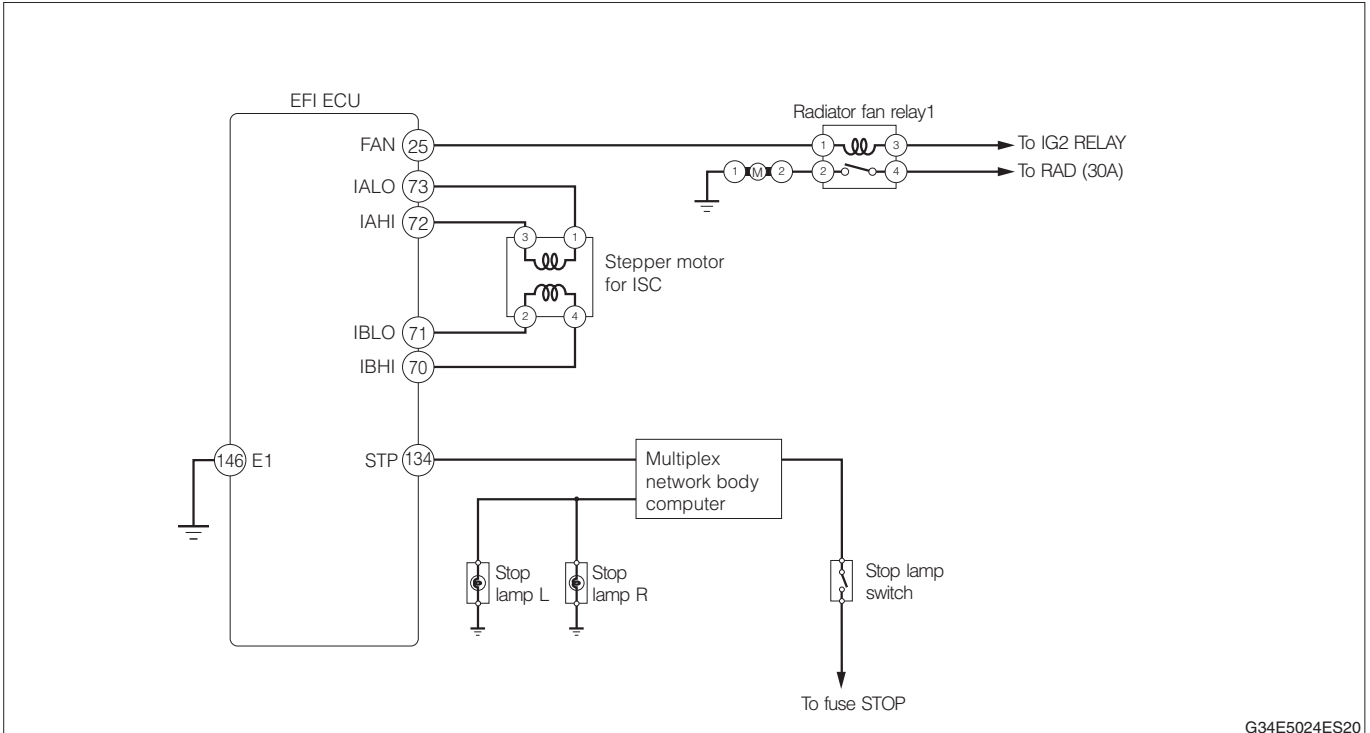 EFI ECU
Radiator fan relay1
FAN 25
1 3 To IG2 RELAY
1 M 2 2 4 To RAD (30A)
IALO 73
IAHI 72
3 1
Stepper motor
for ISC
2 4
IBLO 71
IBHI 70
146 E1
STP 134
Multiplex
network body
computer
Stop
lamp L
Stop
lamp R
Stop lamp
switch
To fuse STOP
G34E5024ES20